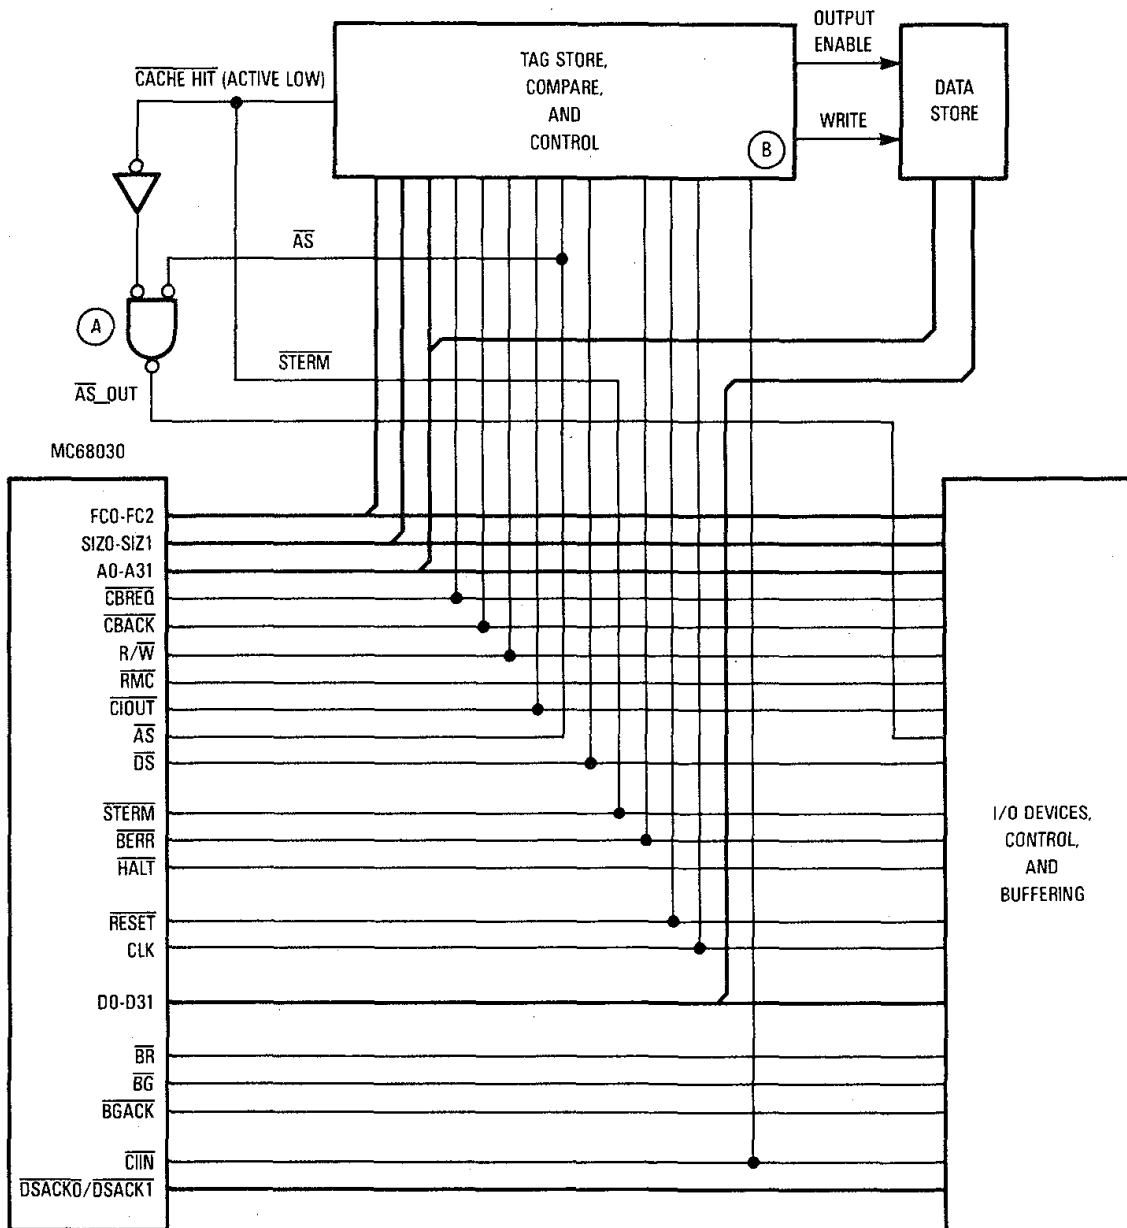 OUTPUT
ENABLE
TAG STORE,
COMPARE,
AND
CONTROL
CACHE HIT (ACTIVE LOW)
DATA
STORE
WRITE
B
AS
A
STERM
AS_OUT
MC68030
FC0-FC2
SIZ0-SIZ1
A0-A31
CBREQ
CBACK
R/W
RMC
CIOUT
AS
DS
STERM
BERR
HALT
RESET
CLK
D0-D31
BR
BG
BGACK
CIIN
DSACK0/DSACK1
I/O DEVICES,
CONTROL,
AND
BUFFERING